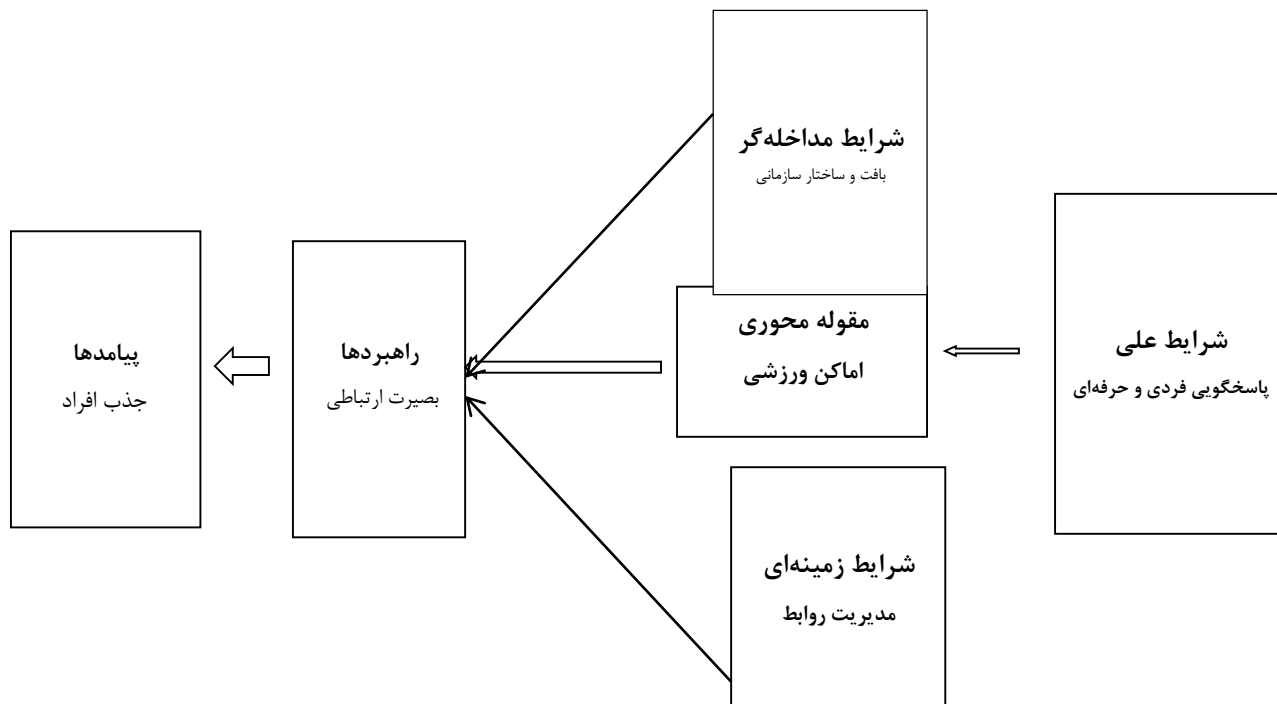 شرایط مداخله‌گر
بافت و ساختار سازمانی
شرایط علی
پاسخگویی فردی و حرفه‌ای
مقوله محوری
اماکن ورزشی
راهبردها
بصیرت ارتباطی
پیامدها
جذب افراد
شرایط زمینه‌ای
مدیریت روابط